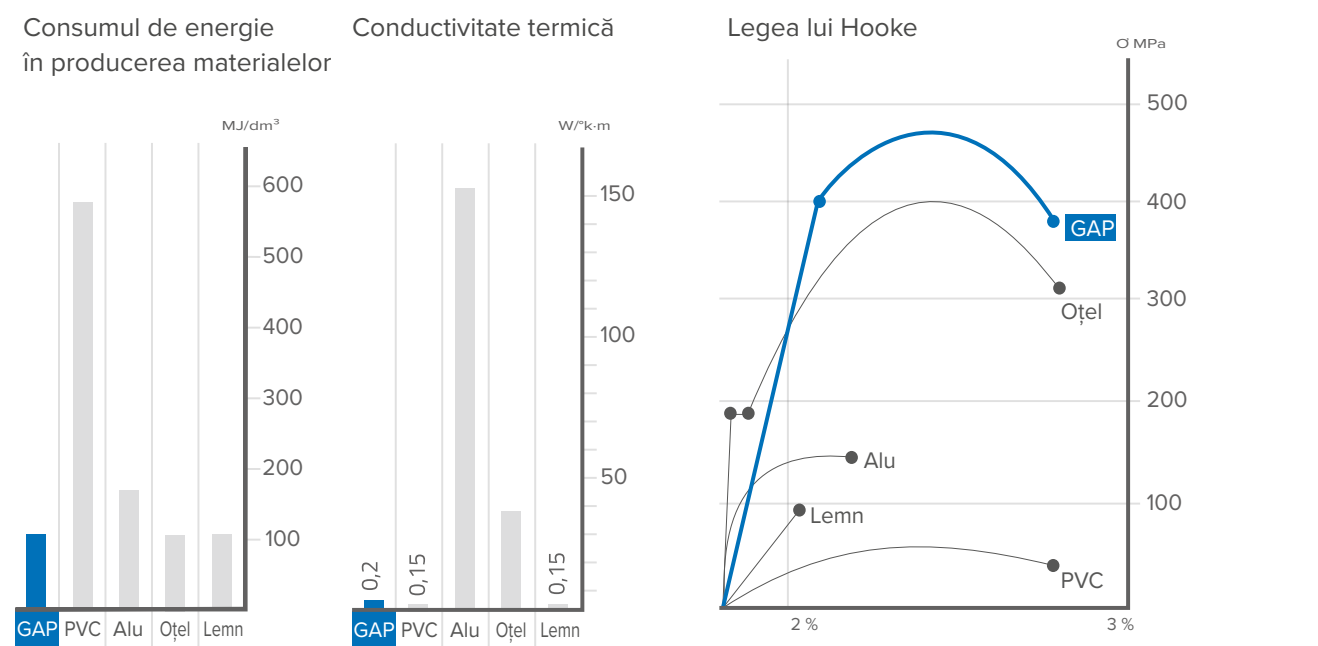 Consumul de energie
în producerea materialelor
MJ/dm³
600
500
400
300
200
100
GAP PVC Alu Oțel Lemn
Conductivitate termică
W/°k·m
150
100
50
0,2
0,15
0,15
GAP PVC Alu Oțel Lemn
Legea lui Hooke
σ MPa
500
400
GAP
300
Oțel
200
Alu
100
Lemn
PVC
2 %
3 %